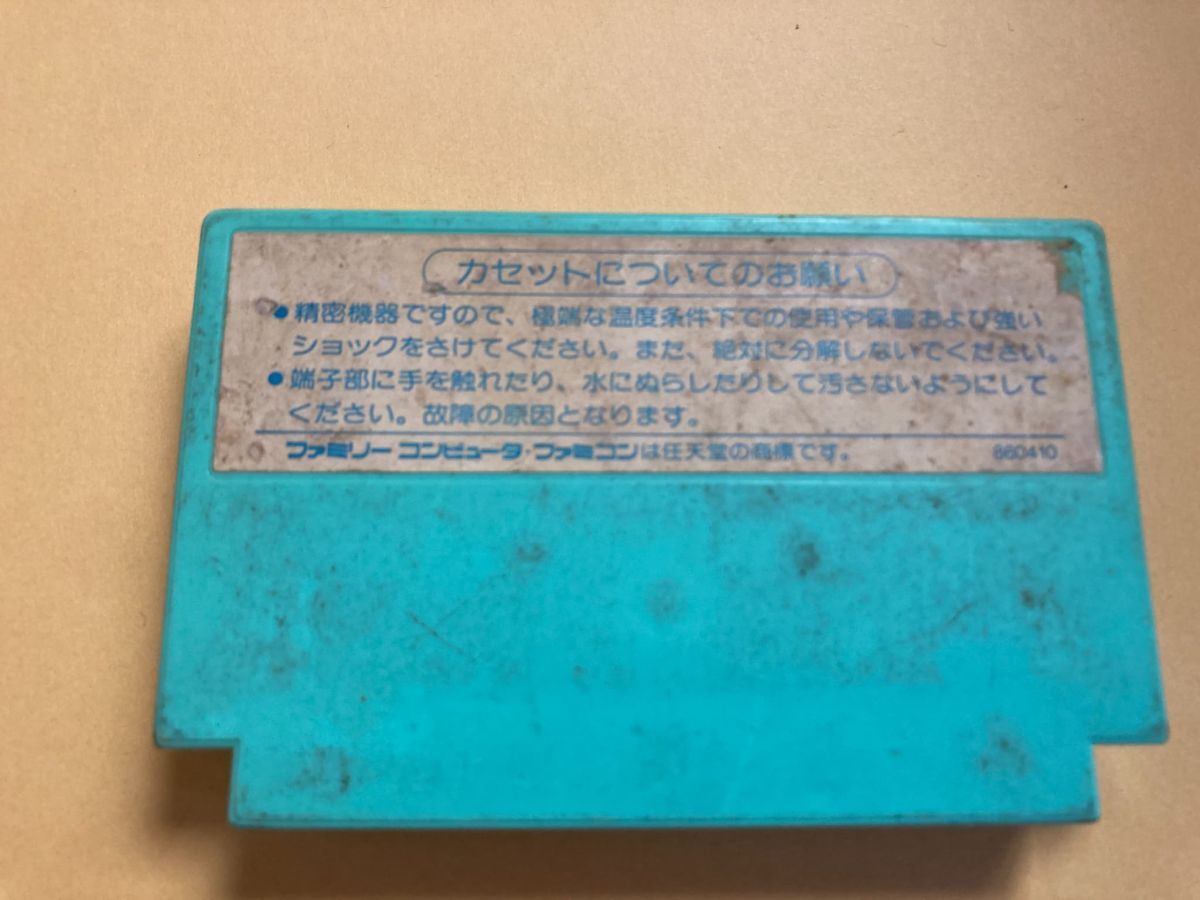 カセットについてのお願い
●精密機器ですので、極端な温度条件下での使用や保管および強い
ショックをさけてください。また、絶対に分解しないでください。
●端子部に手を触れたり、水にぬらしたりして汚さないようにして
ください。故障の原因となります。
ファミリーコンピュータ・ファミコンは任天堂の商標です。 860410